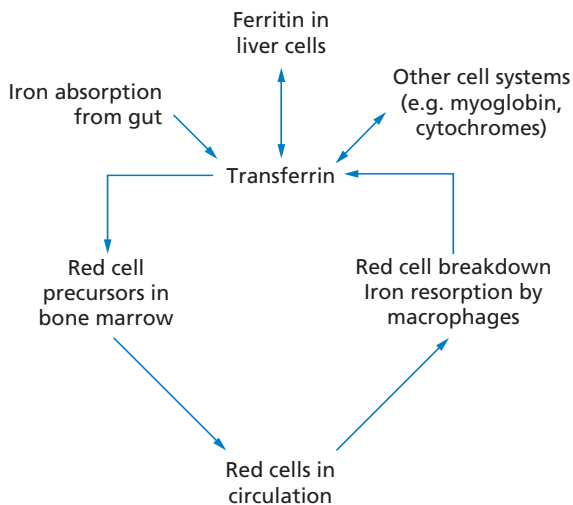 Ferritin in
liver cells
Iron absorption
from gut
Other cell systems
(e.g. myoglobin,
cytochromes)
Transferrin
Red cell
precursors in
bone marrow
Red cell breakdown
Iron resorption by
macrophages
Red cells in
circulation